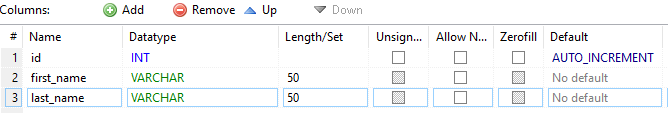 Columns: Add Remove Up Down
# Name Datatype Length/Set Unsign... Allow N... Zerofill Default
1 id INT AUTO_INCREMENT
2 first_name VARCHAR 50 No default
3 last_name VARCHAR 50 No default